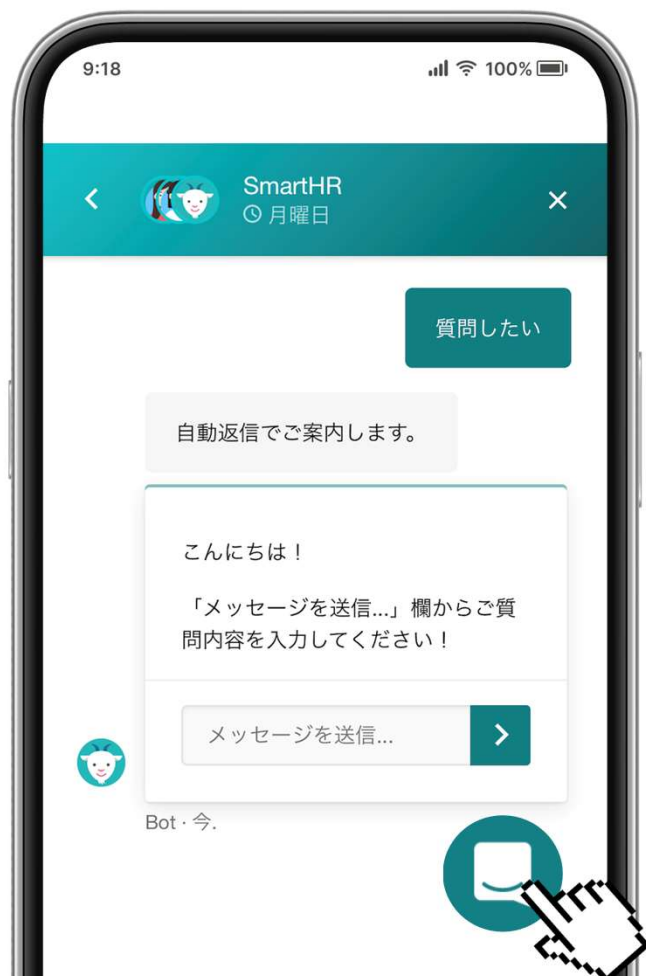 9:18
100%
SmartHR
月曜日
質問したい
自動返信でご案内します。
こんにちは！
「メッセージを送信...」欄からご質
問内容を入力してください！
メッセージを送信...
Bot · 今.